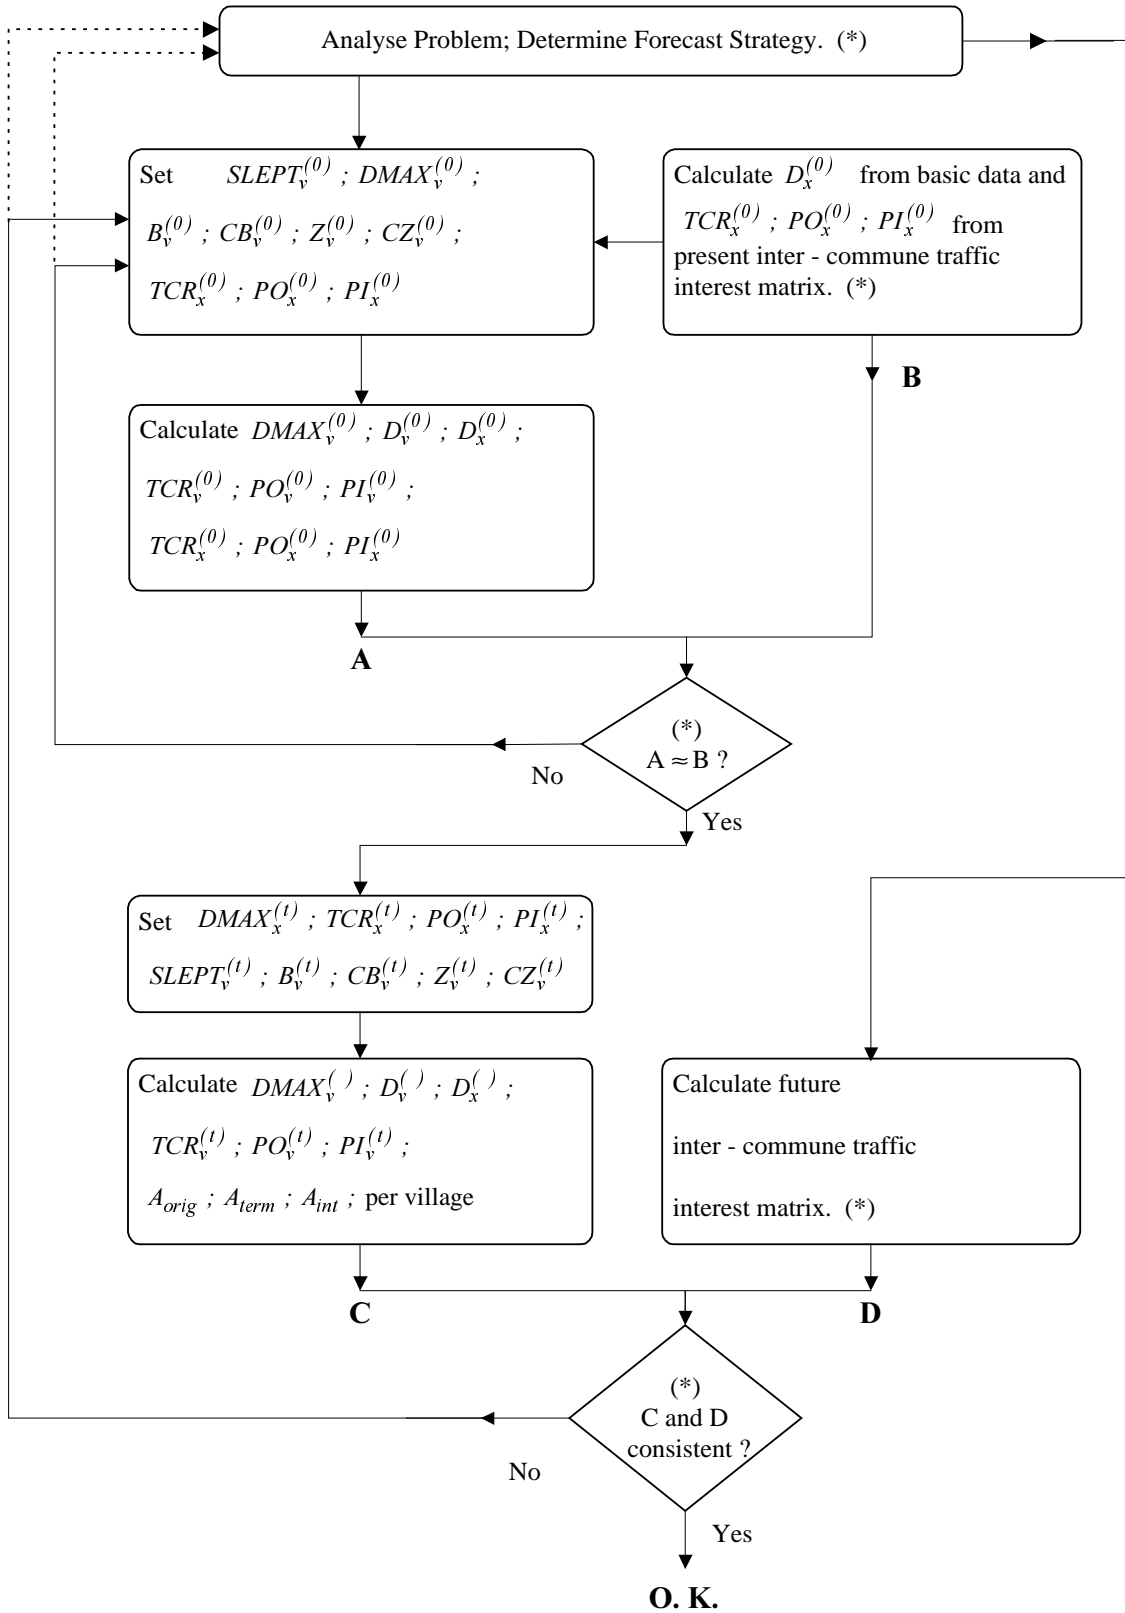 Analyse Problem; Determine Forecast Strategy. (*)
Set SLEPT_v^(0) ; DMAX_v^(0) ;
B_v^(0) ; CB_v^(0) ; Z_v^(0) ; CZ_v^(0) ;
TCR_x^(0) ; PO_x^(0) ; PI_x^(0)
Calculate D_x^(0) from basic data and
TCR_x^(0) ; PO_x^(0) ; PI_x^(0) from
present inter - commune traffic
interest matrix. (*)
B
Calculate DMAX_v^(0) ; D_v^(0) ; D_x^(0) ;
TCR_v^(0) ; PO_v^(0) ; PI_v^(0) ;
TCR_x^(0) ; PO_x^(0) ; PI_x^(0)
A
(*)
A ≈ B ?
No
Yes
Set DMAX_x^(t) ; TCR_x^(t) ; PO_x^(t) ; PI_x^(t) ;
SLEPT_v^(t) ; B_v^(t) ; CB_v^(t) ; Z_v^(t) ; CZ_v^(t)
Calculate DMAX_v^( ) ; D_v^( ) ; D_x^( ) ;
TCR_v^(t) ; PO_v^(t) ; PI_v^(t) ;
A_orig ; A_term ; A_int ; per village
Calculate future
inter - commune traffic
interest matrix. (*)
C
D
(*)
C and D
consistent ?
No
Yes
O. K.